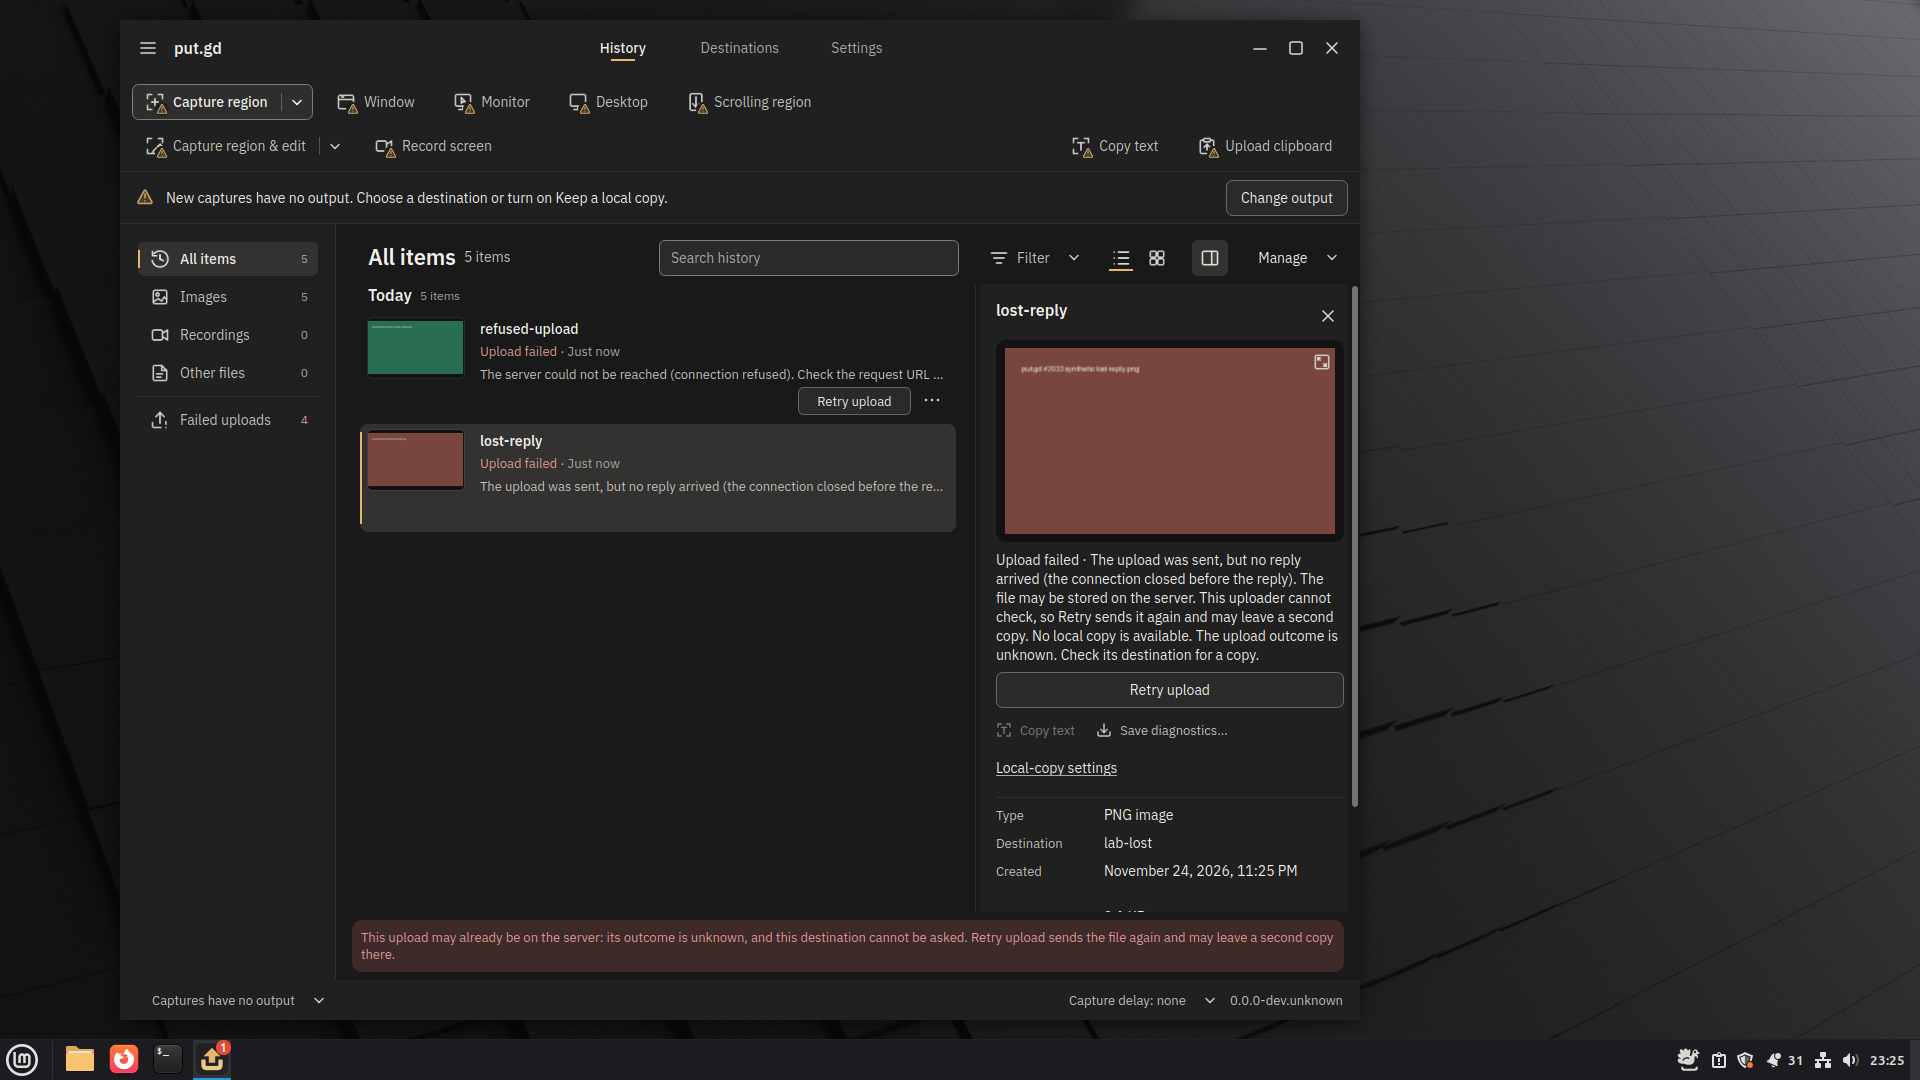 put.gd
History
Destinations
Settings
Capture region
Window
Monitor
Desktop
Scrolling region
Capture region & edit
Record screen
Copy text
Upload clipboard
New captures have no output. Choose a destination or turn on Keep a local copy.
Change output
All items 5
Images 5
Recordings 0
Other files 0
Failed uploads 4
All items 5 items
Search history
Filter
Manage
Today 5 items
refused-upload
Upload failed · Just now
The server could not be reached (connection refused). Check the request URL ...
Retry upload
lost-reply
Upload failed · Just now
The upload was sent, but no reply arrived (the connection closed before the re...
lost-reply
put.gd #2033 synthetic lost-reply.png
Upload failed · The upload was sent, but no reply
arrived (the connection closed before the reply). The
file may be stored on the server. This uploader cannot
check, so Retry sends it again and may leave a second
copy. No local copy is available. The upload outcome is
unknown. Check its destination for a copy.
Retry upload
Copy text
Save diagnostics...
Local-copy settings
Type PNG image
Destination lab-lost
Created November 24, 2026, 11:25 PM
This upload may already be on the server: its outcome is unknown, and this destination cannot be asked. Retry upload sends the file again and may leave a second copy
there.
Captures have no output
Capture delay: none
0.0.0-dev.unknown
1
31
23:25